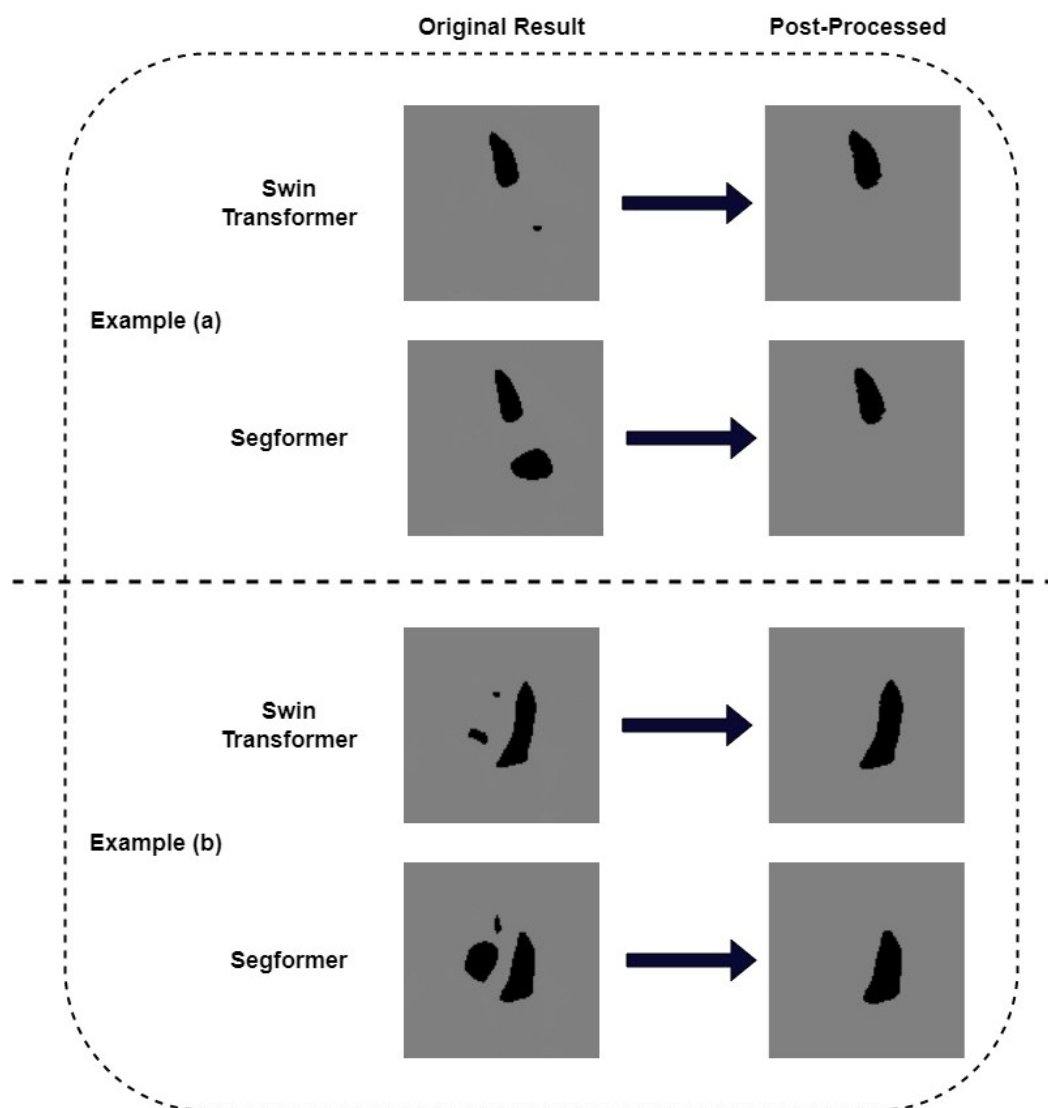 Original Result
Post-Processed
Swin
Transformer
Example (a)
Segformer
Swin
Transformer
Example (b)
Segformer